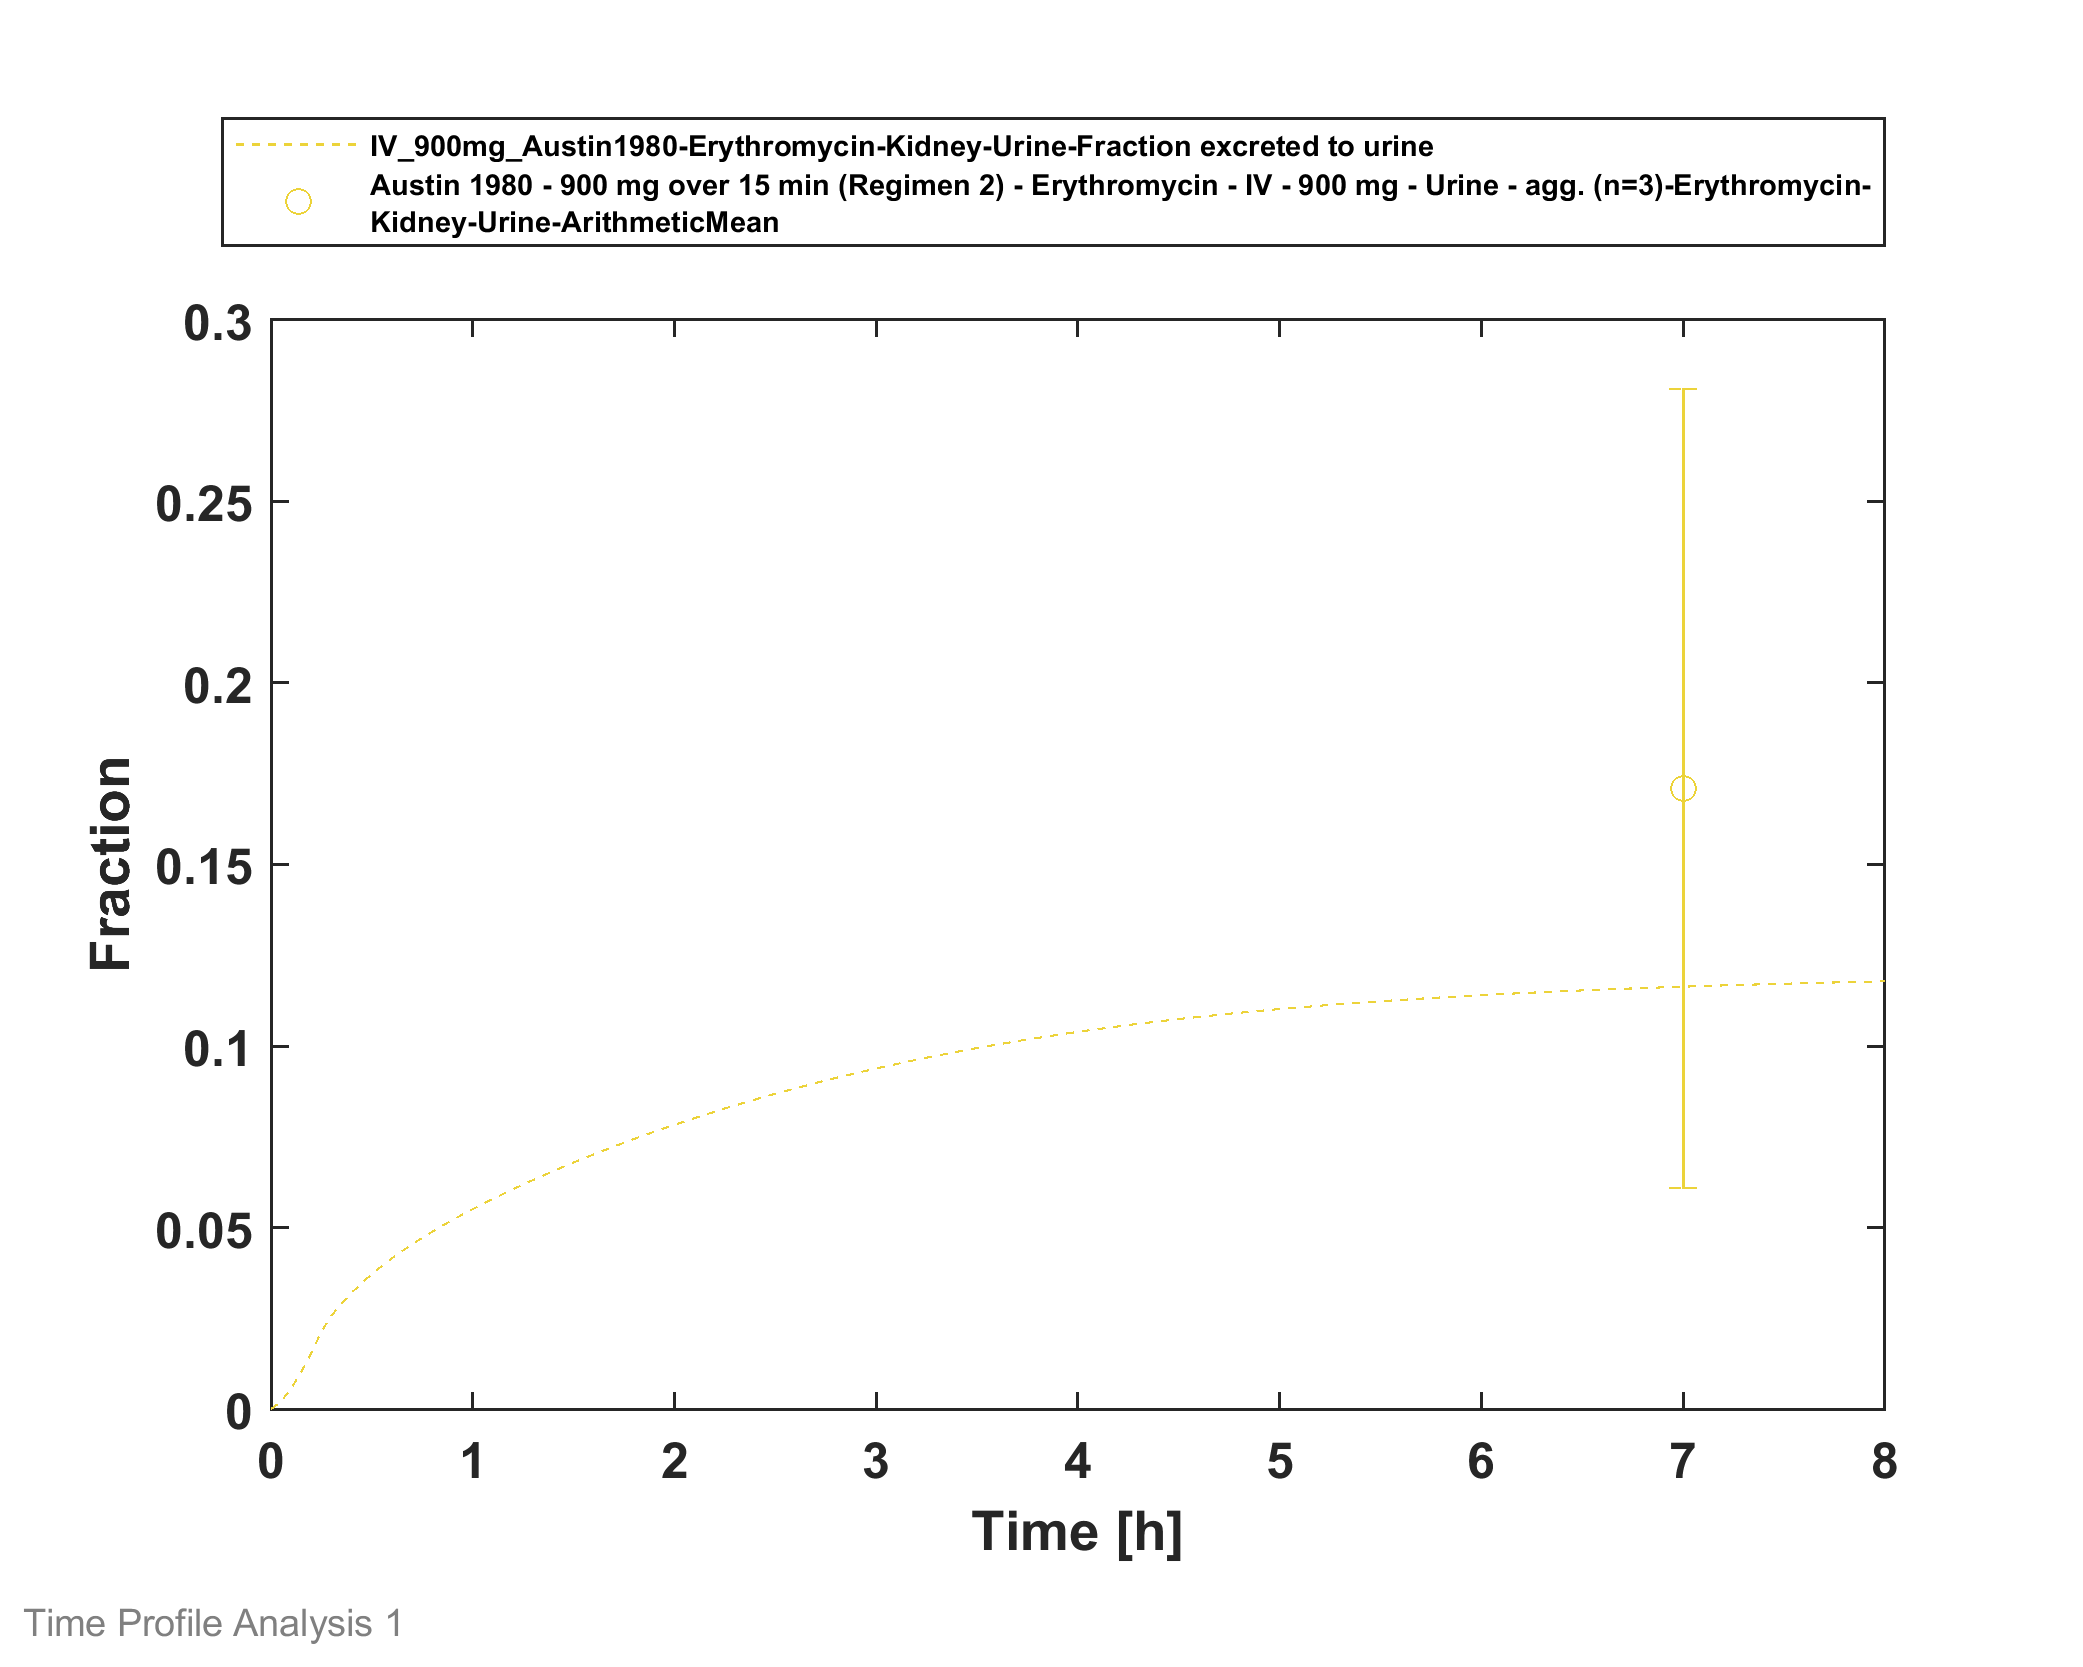 IV_900mg_Austin1980-Erythromycin-Kidney-Urine-Fraction excreted to urine
Austin 1980 - 900 mg over 15 min (Regimen 2) - Erythromycin - IV - 900 mg - Urine - agg. (n=3)-Erythromycin-
Kidney-Urine-ArithmeticMean
0.3
0.25
0.2
0.15
0.1
0.05
0
Fraction
0 1 2 3 4 5 6 7 8
Time [h]
Time Profile Analysis 1